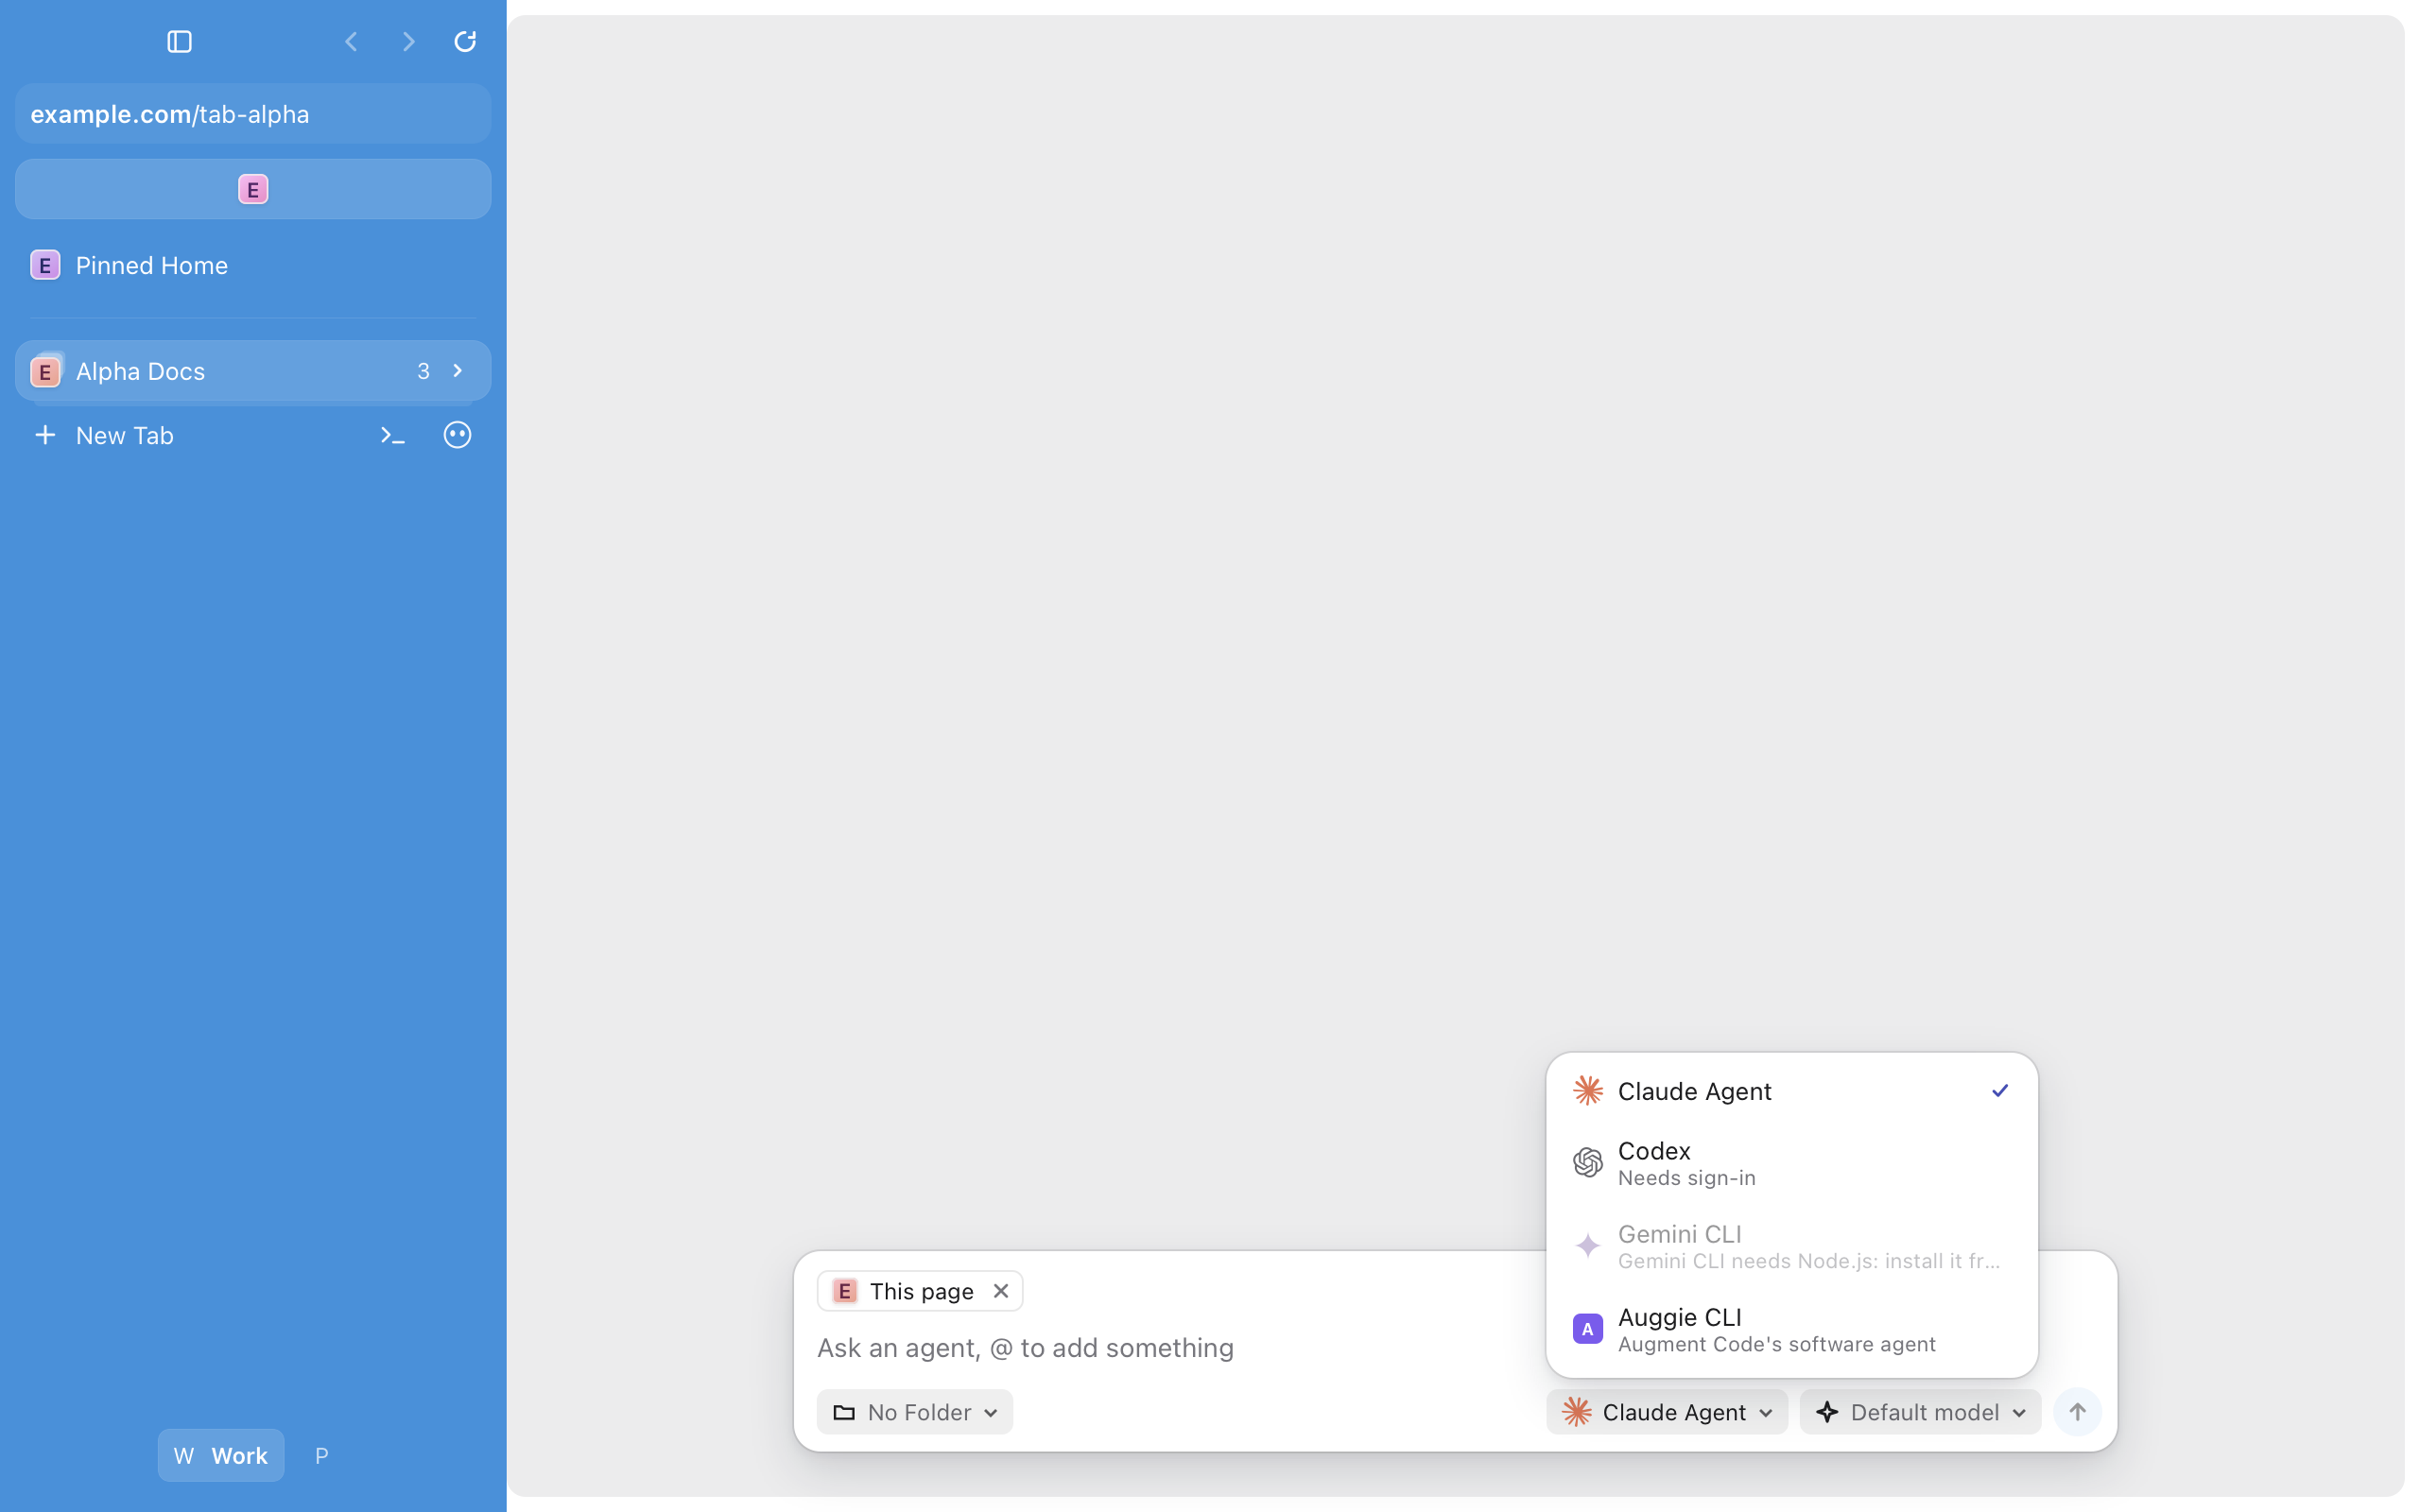 example.com/tab-alpha
E
E Pinned Home
E Alpha Docs 3
New Tab
W Work P
Claude Agent
Codex
Needs sign-in
Gemini CLI
Gemini CLI needs Node.js: install it fr...
A Auggie CLI
Augment Code's software agent
E This page
Ask an agent, @ to add something
No Folder
Claude Agent
Default model